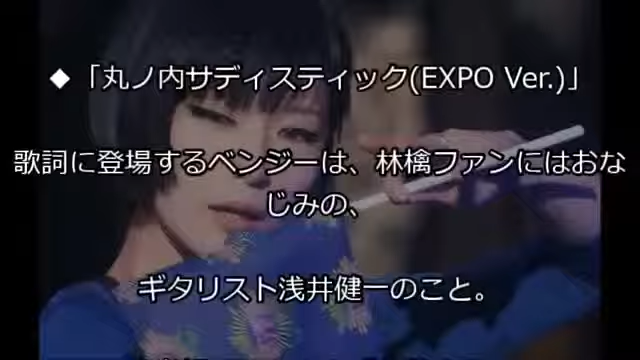 ◆「丸ノ内サディスティック(EXPO Ver.)」
歌詞に登場するベンジーは、林檎ファンにはおな
じみの、
ギタリスト浅井健一のこと。